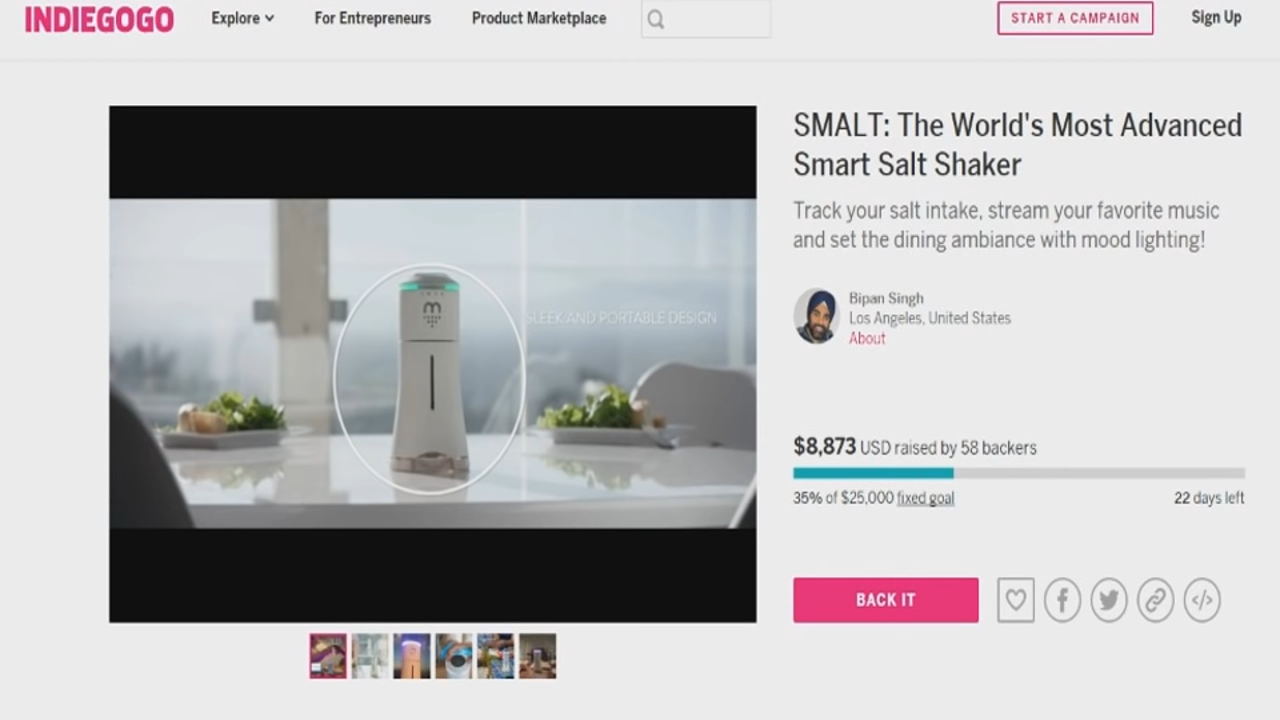 INDIEGOGO
Explore
For Entrepreneurs
Product Marketplace
START A CAMPAIGN
Sign Up
SLEEK AND PORTABLE DESIGN
SMALT: The World's Most Advanced
Smart Salt Shaker
Track your salt intake, stream your favorite music
and set the dining ambiance with mood lighting!
Bipan Singh
Los Angeles, United States
About
$8,873 USD raised by 58 backers
35% of $25,000 fixed goal
22 days left
BACK IT